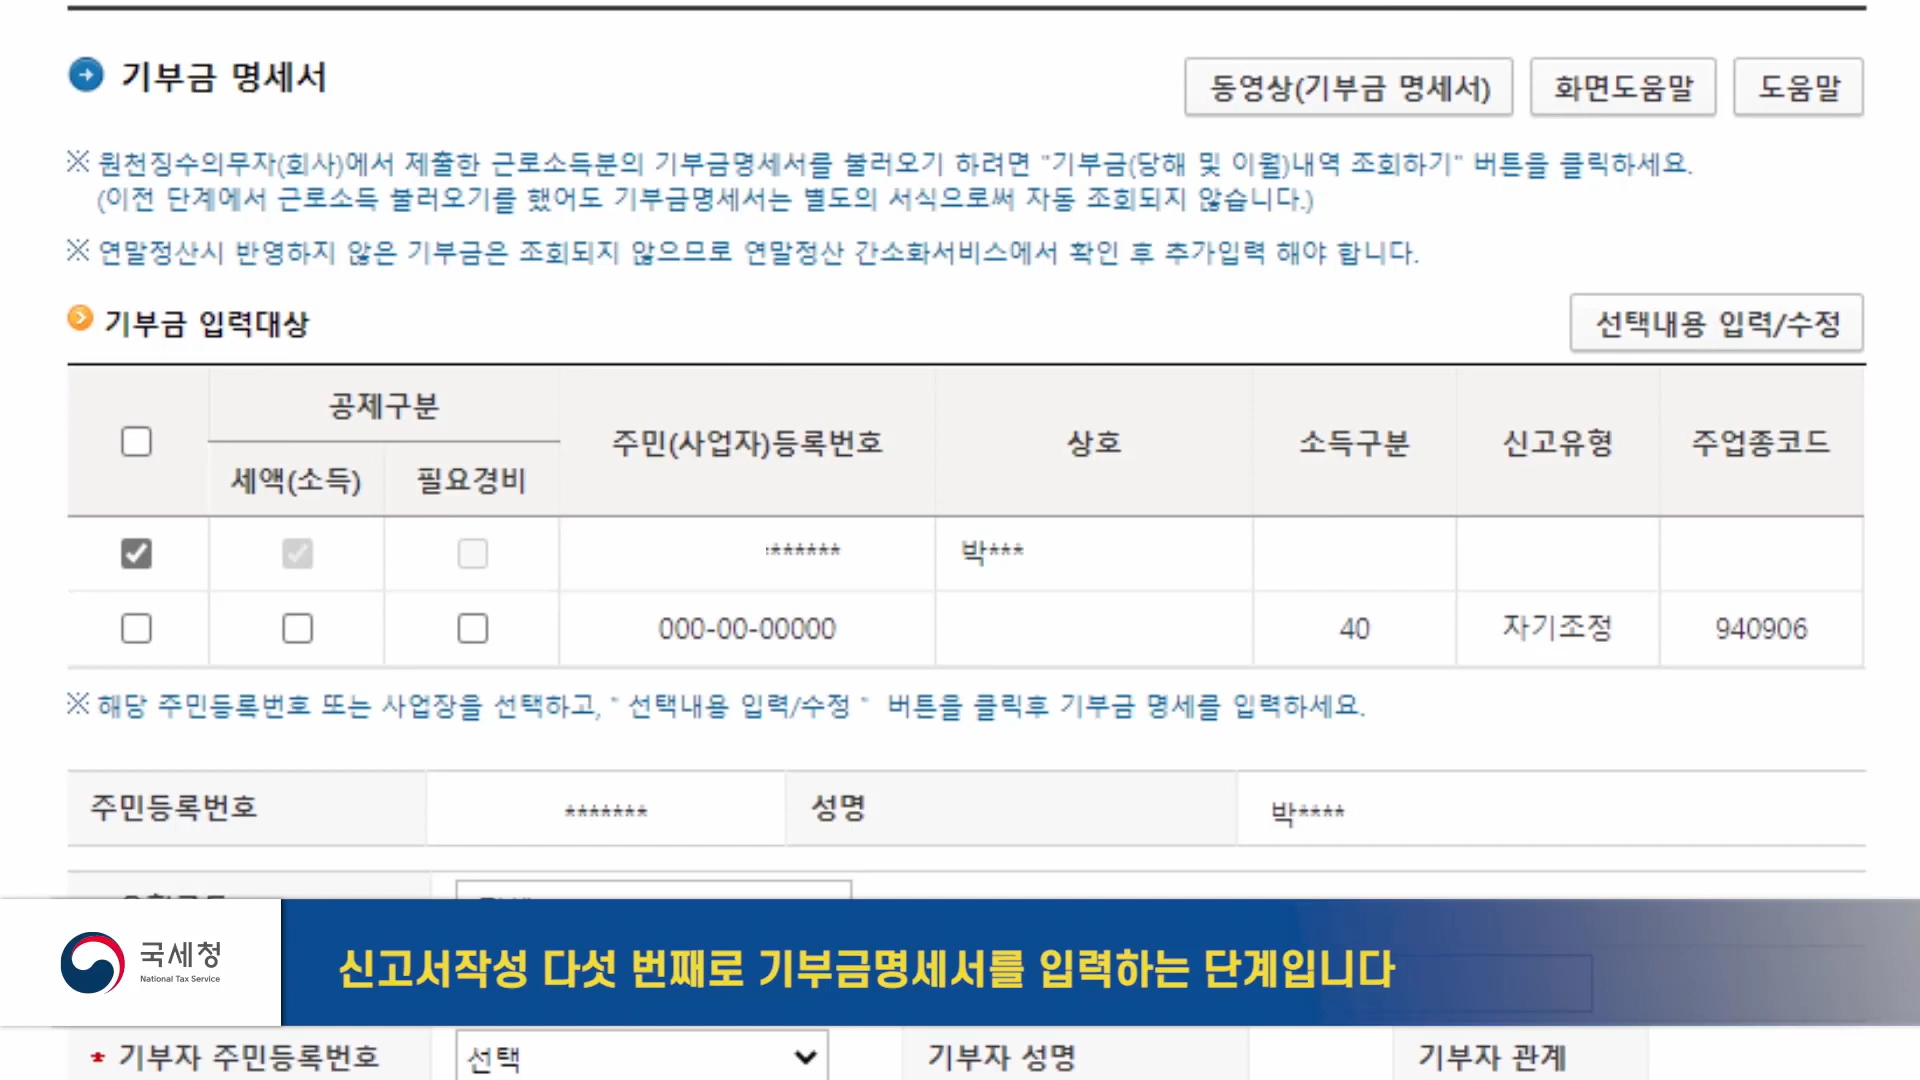 기부금 명세서
동영상(기부금 명세서) 화면도움말 도움말
※ 원천징수의무자(회사)에서 제출한 근로소득분의 기부금명세서를 불러오기 하려면 "기부금(당해 및 이월)내역 조회하기" 버튼을 클릭하세요.
(이전 단계에서 근로소득 불러오기를 했어도 기부금명세서는 별도의 서식으로써 자동 조회되지 않습니다.)
※ 연말정산시 반영하지 않은 기부금은 조회되지 않으므로 연말정산 간소화서비스에서 확인 후 추가입력 해야 합니다.
기부금 입력대상
선택내용 입력/수정
공제구분
세액(소득) 필요경비
주민(사업자)등록번호 상호 소득구분 신고유형 주업종코드
******* 박***
000-00-00000 40 자기조정 940906
※ 해당 주민등록번호 또는 사업장을 선택하고, " 선택내용 입력/수정 " 버튼을 클릭후 기부금 명세를 입력하세요.
주민등록번호 ******* 성명 박****
국세청
National Tax Service
신고서작성 다섯 번째로 기부금명세서를 입력하는 단계입니다
* 기부자 주민등록번호 선택 기부자 성명 기부자 관계